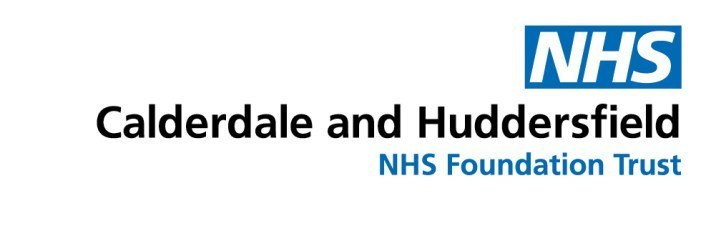 NHS
Calderdale and Huddersfield
NHS Foundation Trust